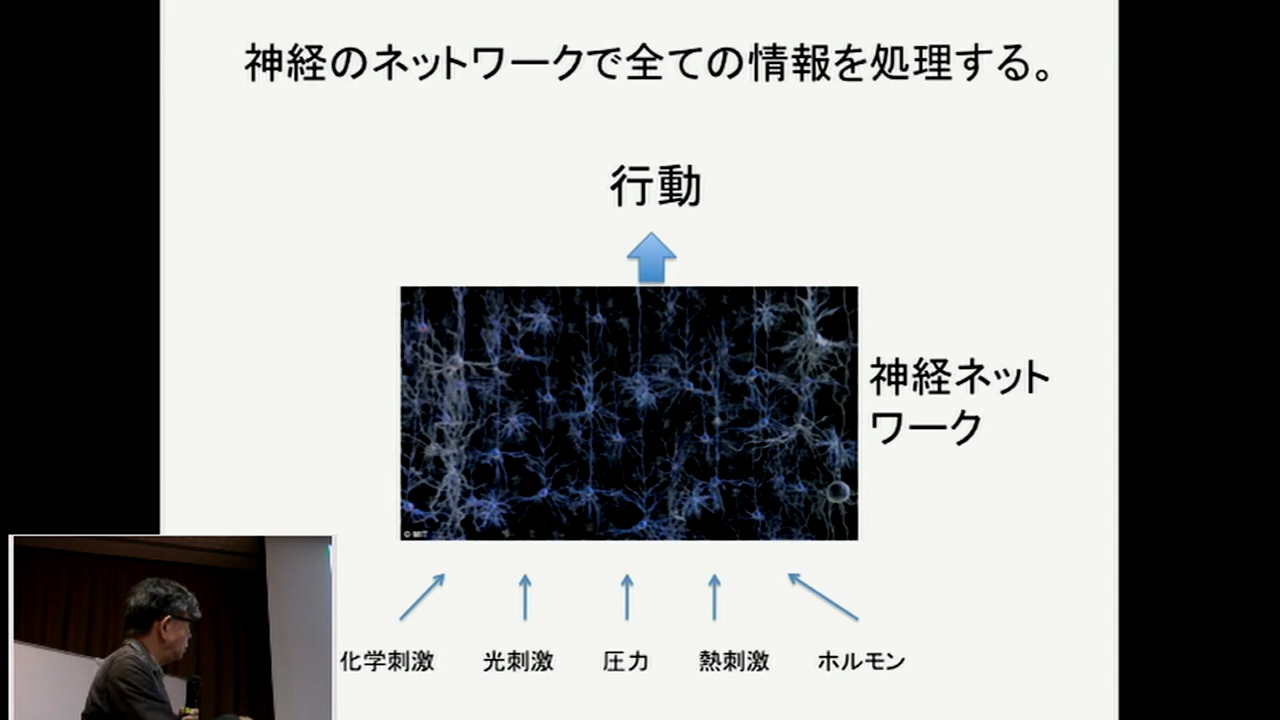 神経のネットワークで全ての情報を処理する。
行動
神経ネット
ワーク
© MIT
化学刺激 光刺激 圧力 熱刺激 ホルモン